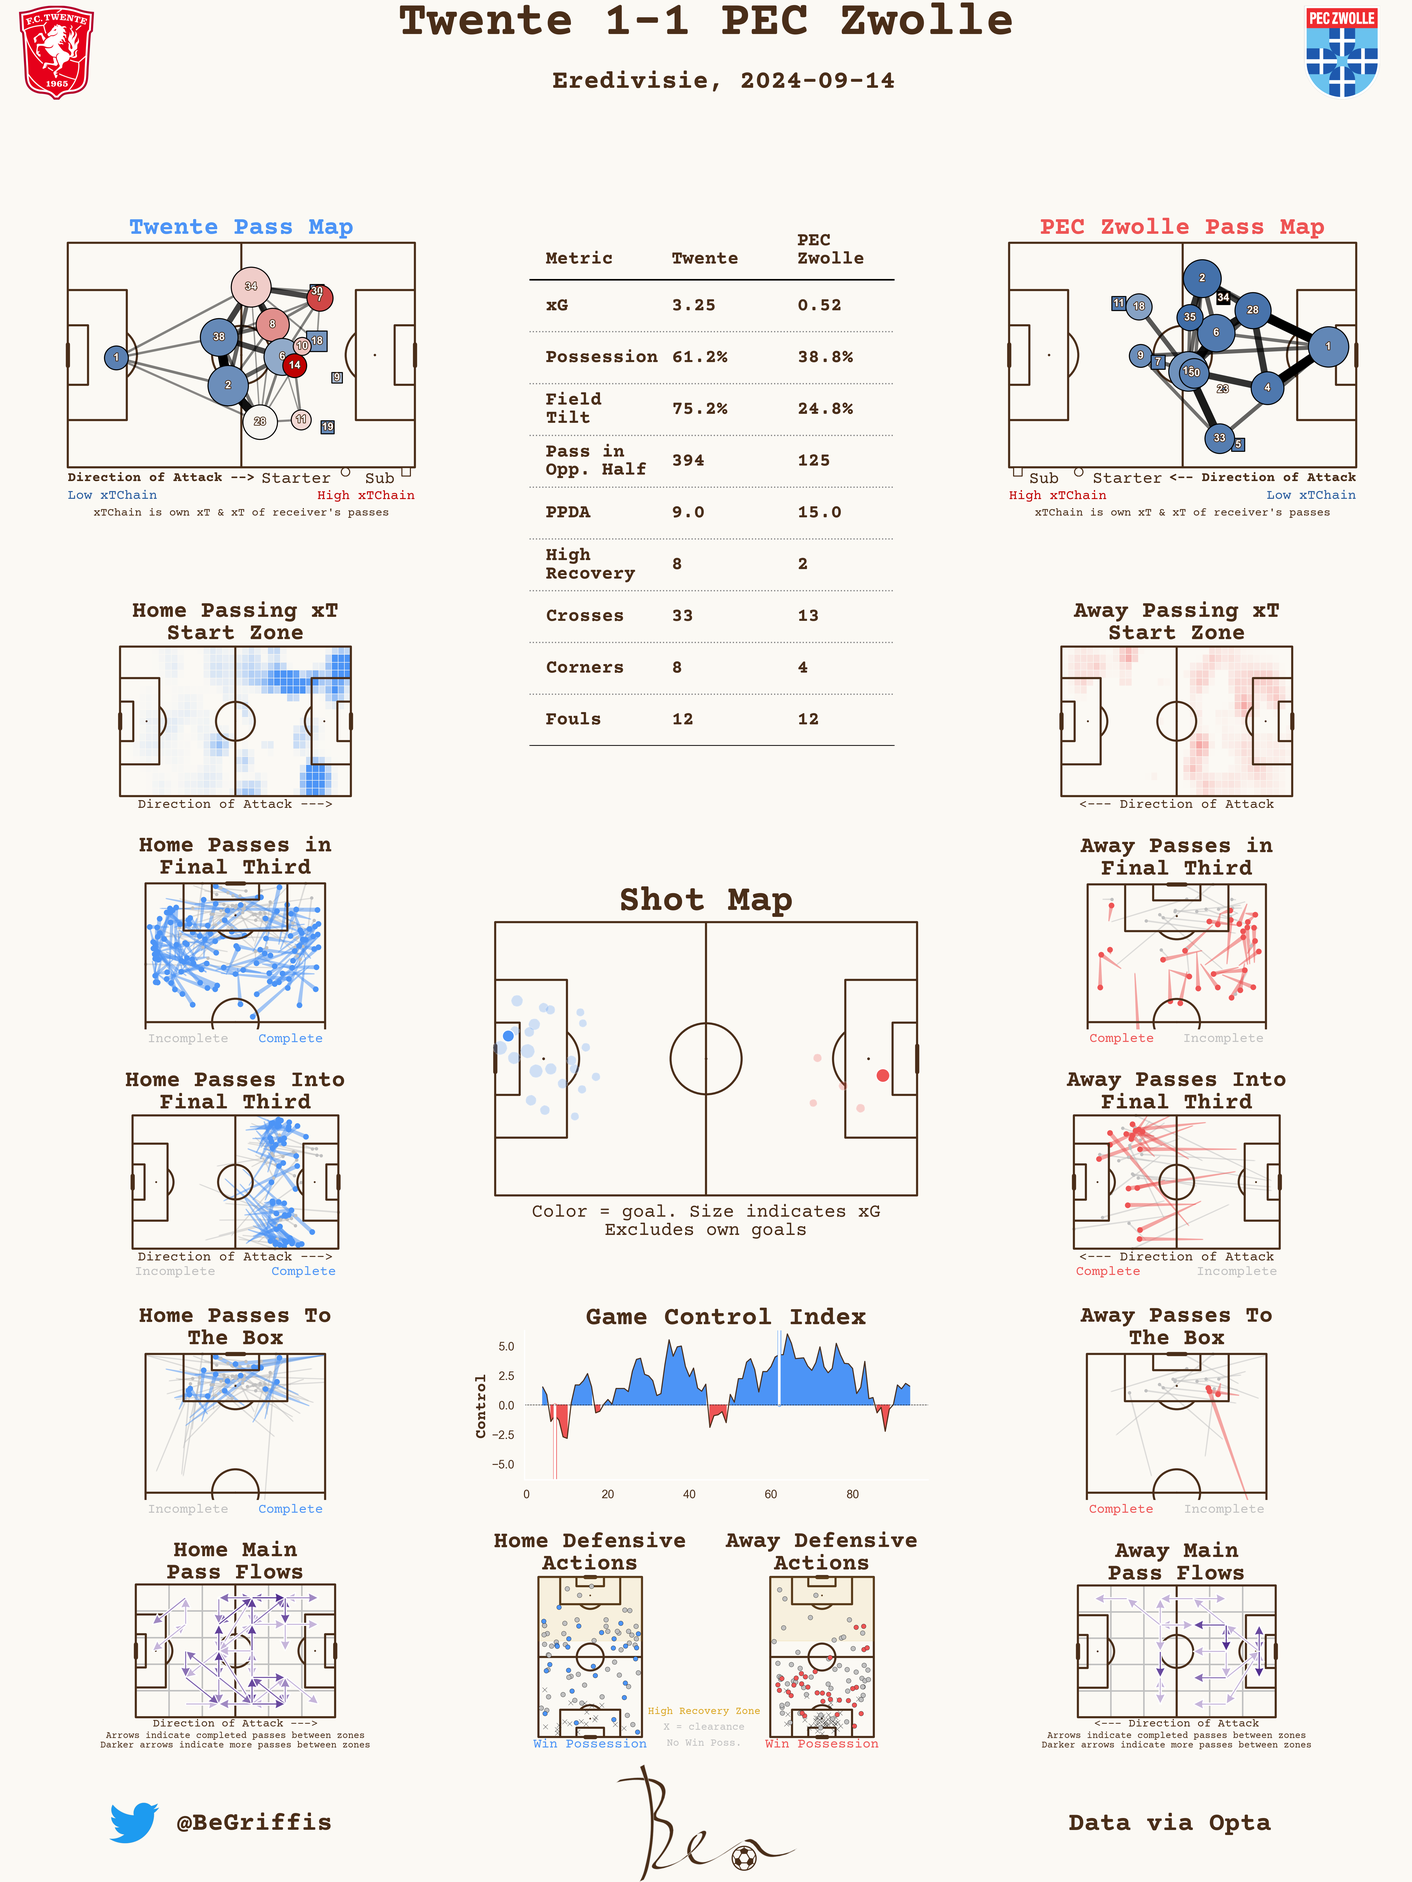 Twente 1-1 PEC Zwolle
Eredivisie, 2024-09-14
F.C. TWENTE
1965
PEC ZWOLLE
Twente Pass Map
34
30
7
8
38
10
18
6
14
1
2
9
28
11
19
Direction of Attack --> Starter Sub
Low xTChain High xTChain
xTChain is own xT & xT of receiver's passes
Metric Twente PEC Zwolle
xG 3.25 0.52
Possession 61.2% 38.8%
Field Tilt 75.2% 24.8%
Pass in Opp. Half 394 125
PPDA 9.0 15.0
High Recovery 8 2
Crosses 33 13
Corners 8 4
Fouls 12 12
PEC Zwolle Pass Map
2
34
11
18
28
35
6
1
9
7
50
23
4
33
5
Sub Starter <-- Direction of Attack
High xTChain Low xTChain
xTChain is own xT & xT of receiver's passes
Home Passing xT
Start Zone
Direction of Attack --->
Away Passing xT
Start Zone
<--- Direction of Attack
Home Passes in
Final Third
Incomplete Complete
Away Passes in
Final Third
Complete Incomplete
Shot Map
Color = goal. Size indicates xG
Excludes own goals
Home Passes Into
Final Third
Direction of Attack --->
Incomplete Complete
Away Passes Into
Final Third
<--- Direction of Attack
Complete Incomplete
Home Passes To
The Box
Incomplete Complete
Game Control Index
Control
5.0
2.5
0.0
−2.5
−5.0
0 20 40 60 80
Away Passes To
The Box
Complete Incomplete
Home Main
Pass Flows
Direction of Attack --->
Arrows indicate completed passes between zones
Darker arrows indicate more passes between zones
Home Defensive
Actions
Win Possession
High Recovery Zone
X = clearance
No Win Poss.
Away Defensive
Actions
Win Possession
Away Main
Pass Flows
<--- Direction of Attack
Arrows indicate completed passes between zones
Darker arrows indicate more passes between zones
@BeGriffis
Ben
Data via Opta